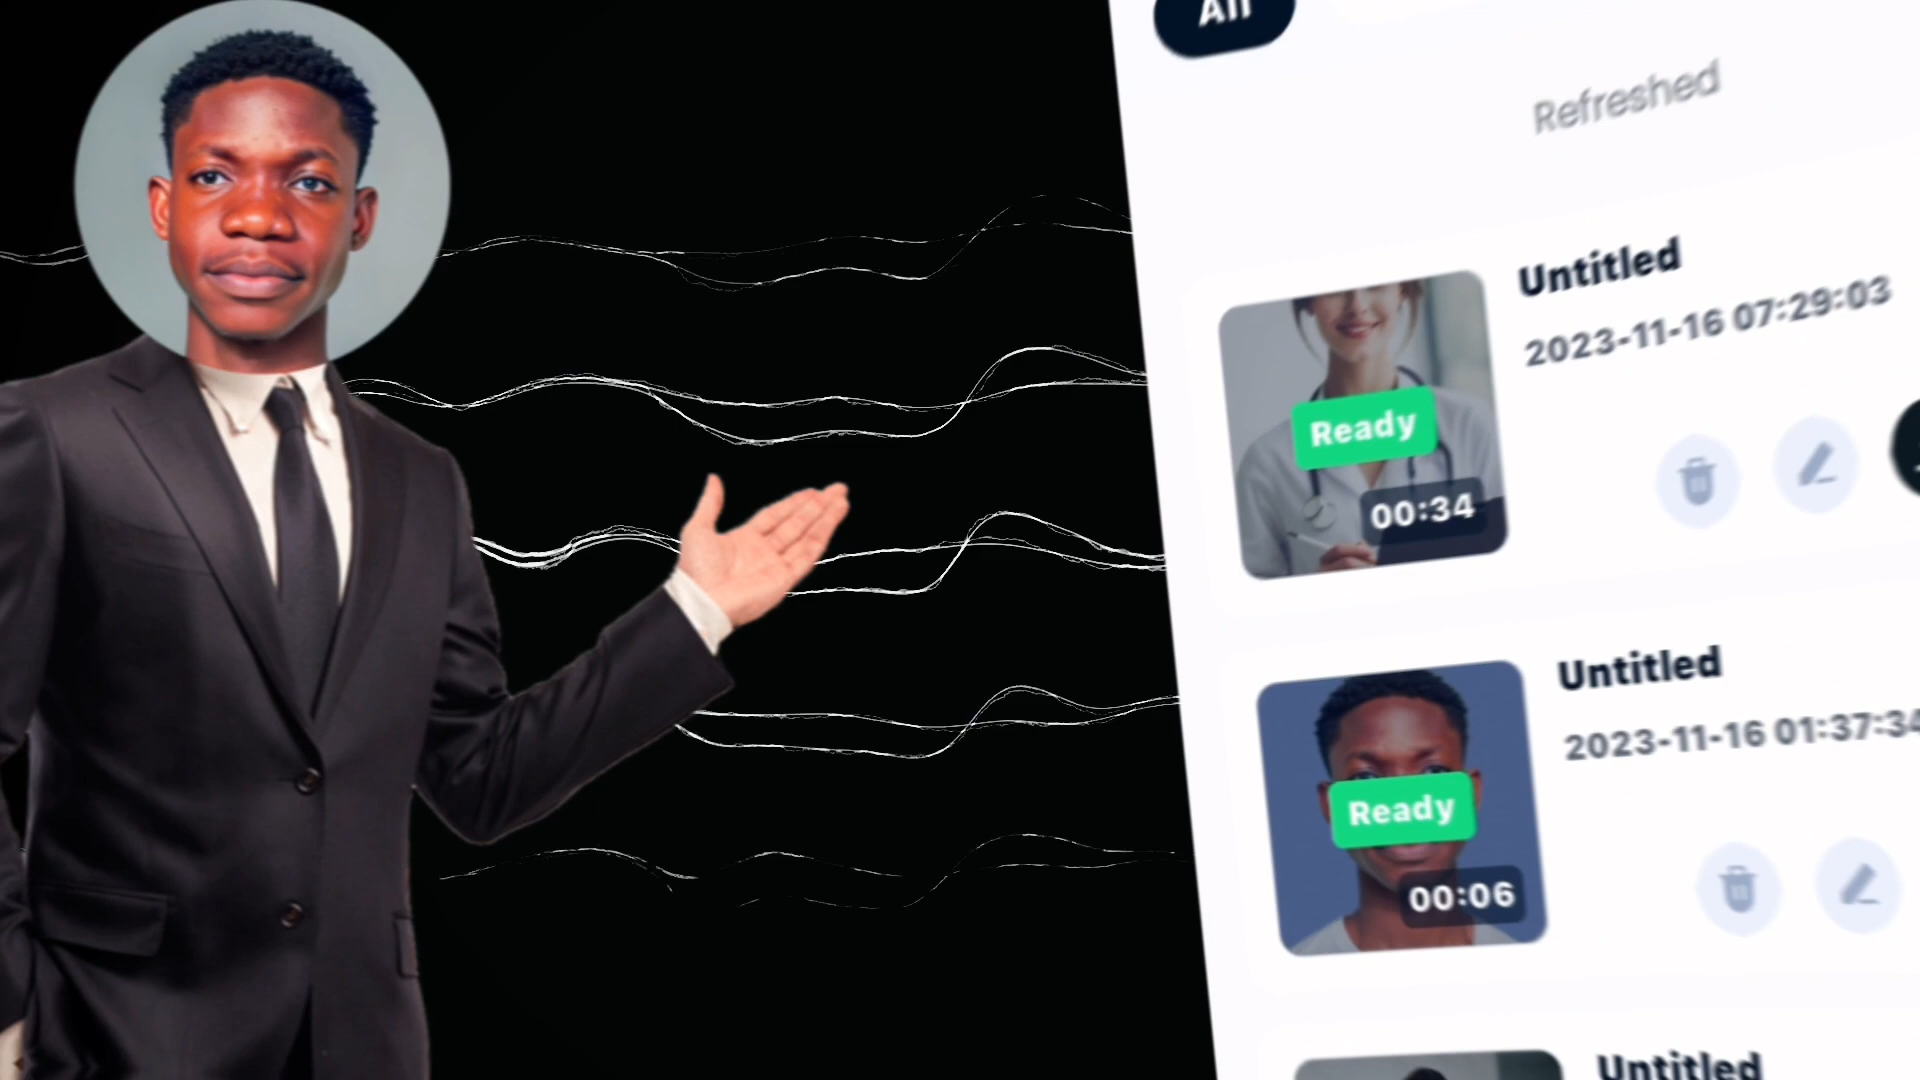 All
Refreshed
Untitled
2023-11-16 07:29:03
Ready
00:34
Untitled
2023-11-16 01:37:34
Ready
00:06
Untitled